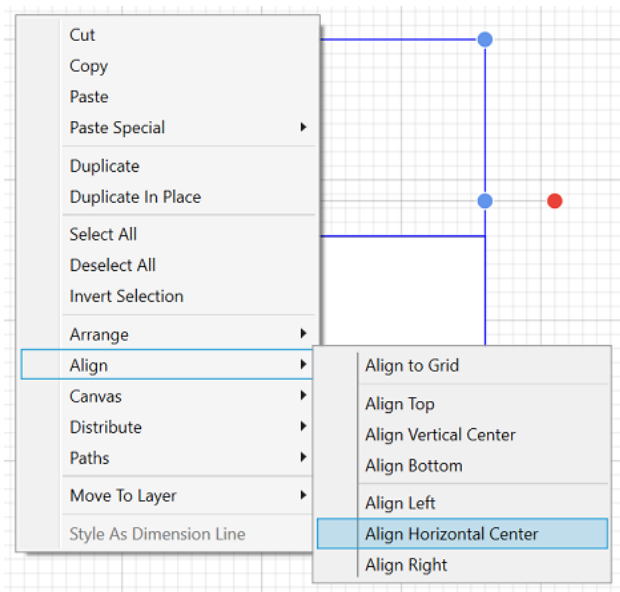 Cut
Copy
Paste
Paste Special
Duplicate
Duplicate In Place
Select All
Deselect All
Invert Selection
Arrange
Align
Canvas
Distribute
Paths
Move To Layer
Style As Dimension Line
Align to Grid
Align Top
Align Vertical Center
Align Bottom
Align Left
Align Horizontal Center
Align Right